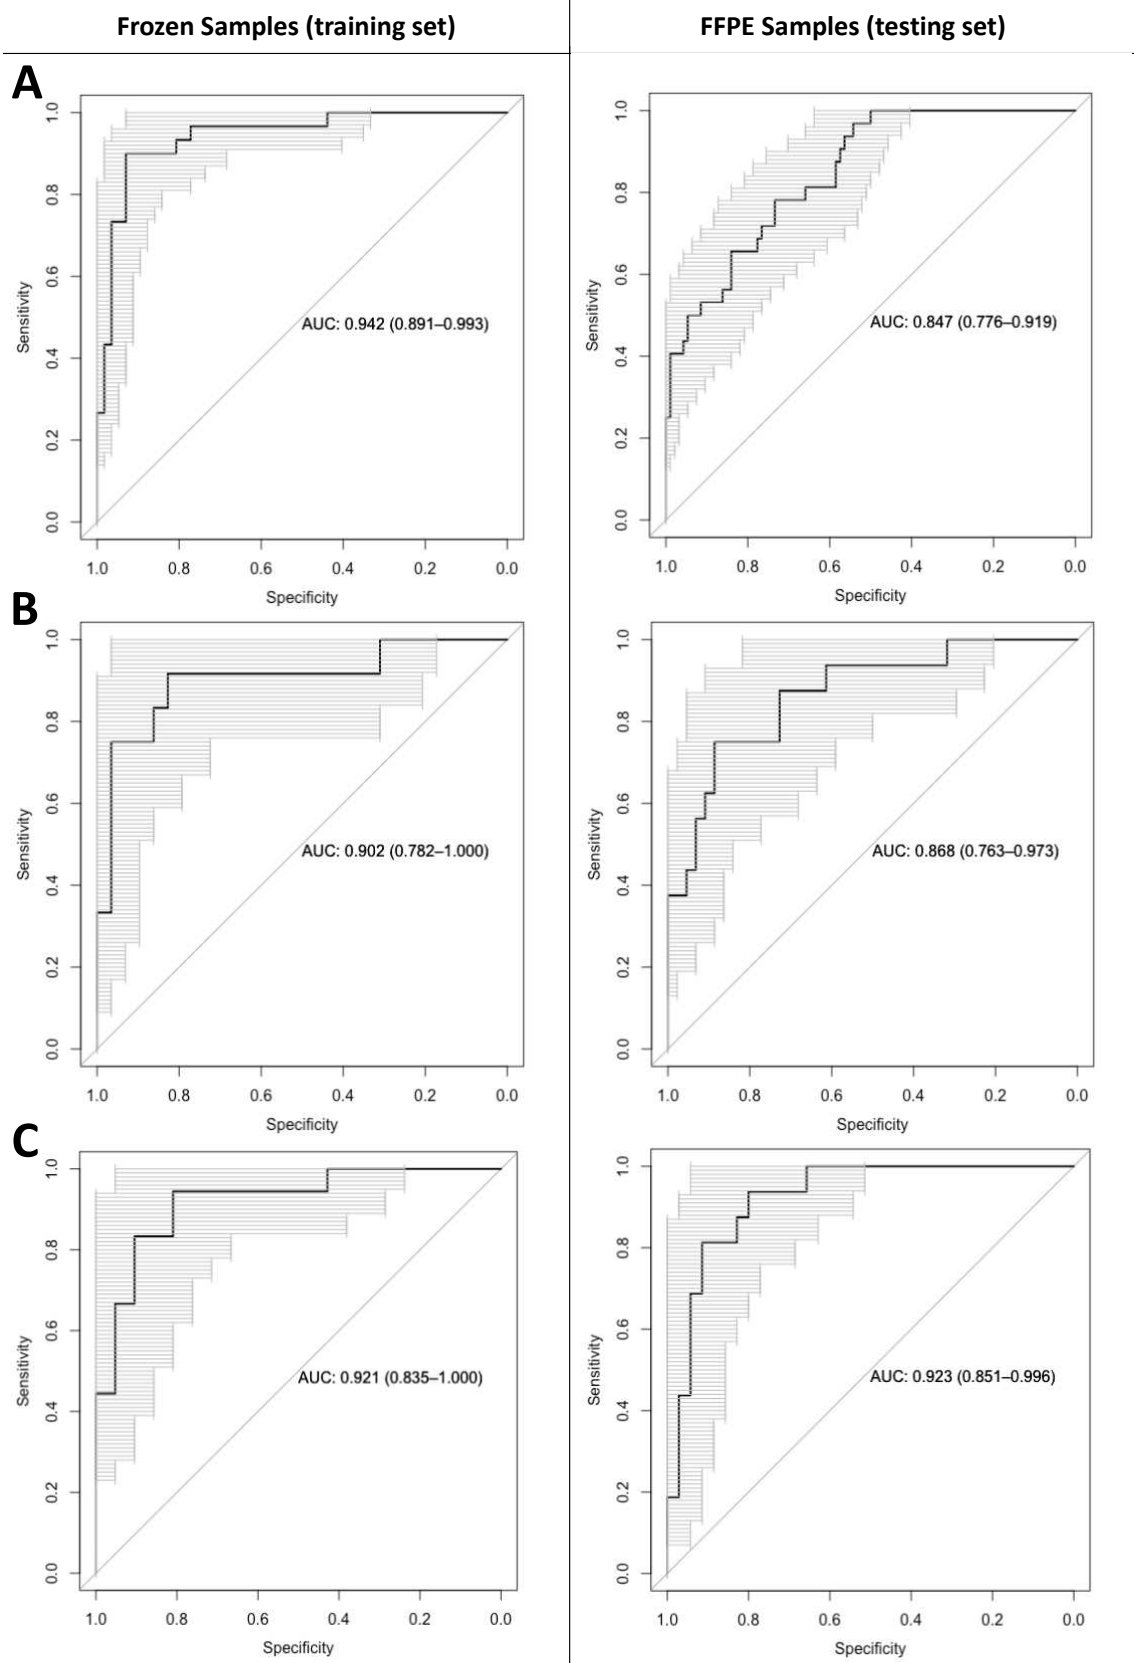 Frozen Samples (training set)
FFPE Samples (testing set)
A
Sensitivity
0.0 0.2 0.4 0.6 0.8 1.0
AUC: 0.942 (0.891–0.993)
1.0 0.8 0.6 0.4 0.2 0.0
Specificity
Sensitivity
0.0 0.2 0.4 0.6 0.8 1.0
AUC: 0.847 (0.776–0.919)
1.0 0.8 0.6 0.4 0.2 0.0
Specificity
B
Sensitivity
0.0 0.2 0.4 0.6 0.8 1.0
AUC: 0.902 (0.782–1.000)
1.0 0.8 0.6 0.4 0.2 0.0
Specificity
Sensitivity
0.0 0.2 0.4 0.6 0.8 1.0
AUC: 0.868 (0.763–0.973)
1.0 0.8 0.6 0.4 0.2 0.0
Specificity
C
Sensitivity
0.0 0.2 0.4 0.6 0.8 1.0
AUC: 0.921 (0.835–1.000)
1.0 0.8 0.6 0.4 0.2 0.0
Specificity
Sensitivity
0.0 0.2 0.4 0.6 0.8 1.0
AUC: 0.923 (0.851–0.996)
1.0 0.8 0.6 0.4 0.2 0.0
Specificity